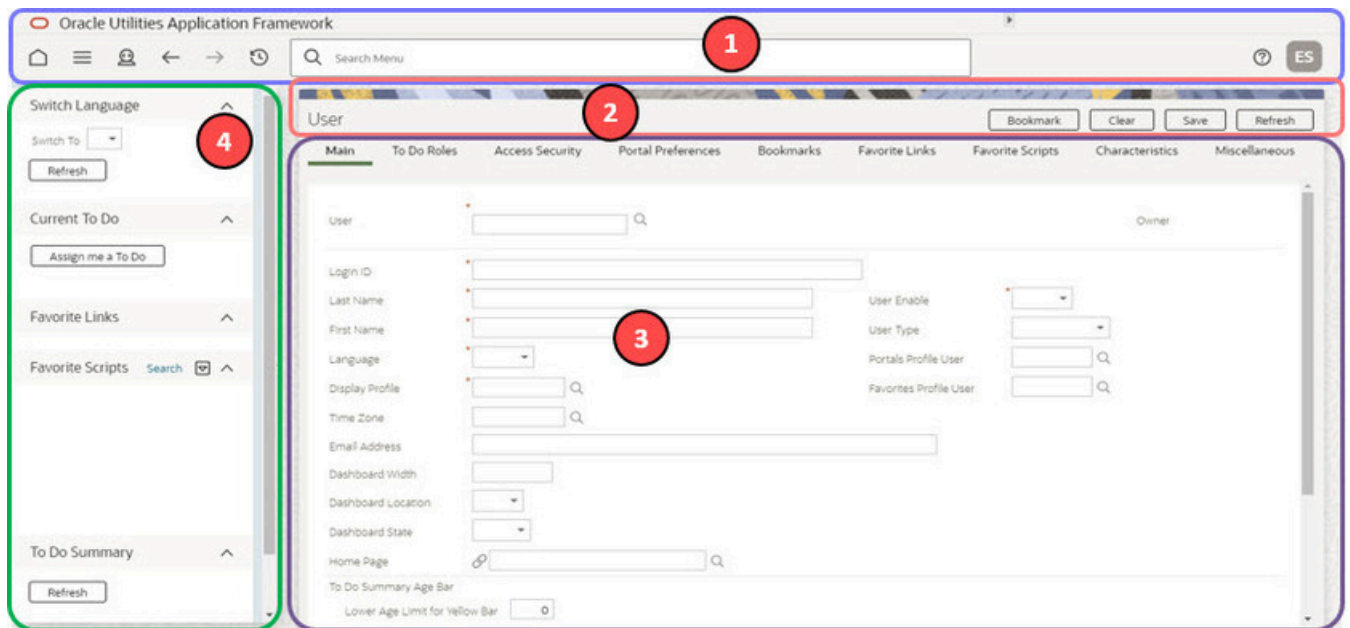 Oracle Utilities Application Framework
1
Search Menu
ES
Switch Language
4
Switch To
Refresh
Current To Do
Assign me a To Do
Favorite Links
Favorite Scripts Search
To Do Summary
Refresh
2
User
Bookmark Clear Save Refresh
Main To Do Roles Access Security Portal Preferences Bookmarks Favorite Links Favorite Scripts Characteristics Miscellaneous
User * Owner
Login ID *
Last Name * User Enable *
First Name * User Type
3
Language * Portals Profile User
Display Profile * Favorites Profile User
Time Zone
Email Address
Dashboard Width
Dashboard Location
Dashboard State
Home Page
To Do Summary Age Bar
Lower Age Limit for Yellow Bar 0